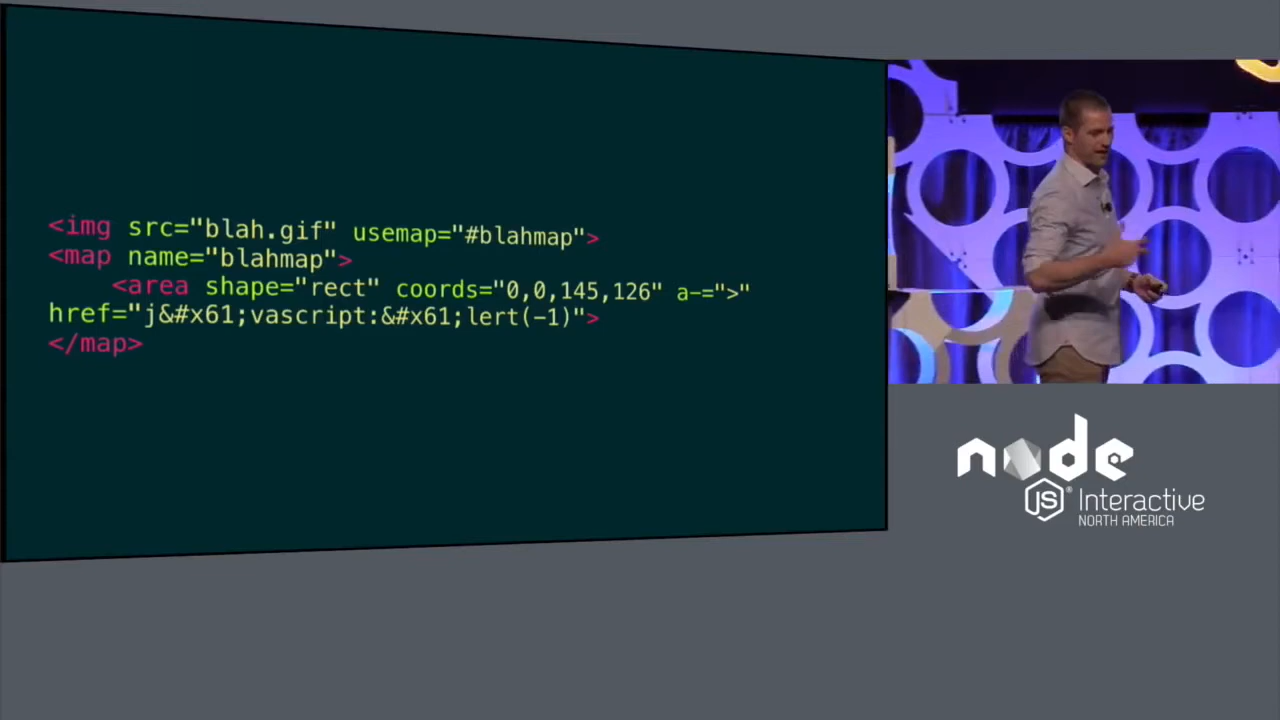 <img src="blah.gif" usemap="#blahmap">
<map name="blahmap">
<area shape="rect" coords="0,0,145,126" a-=">"
href="j&#x61;vascript:&#x61;lert(-1)">
</map>
node
JS® Interactive
NORTH AMERICA